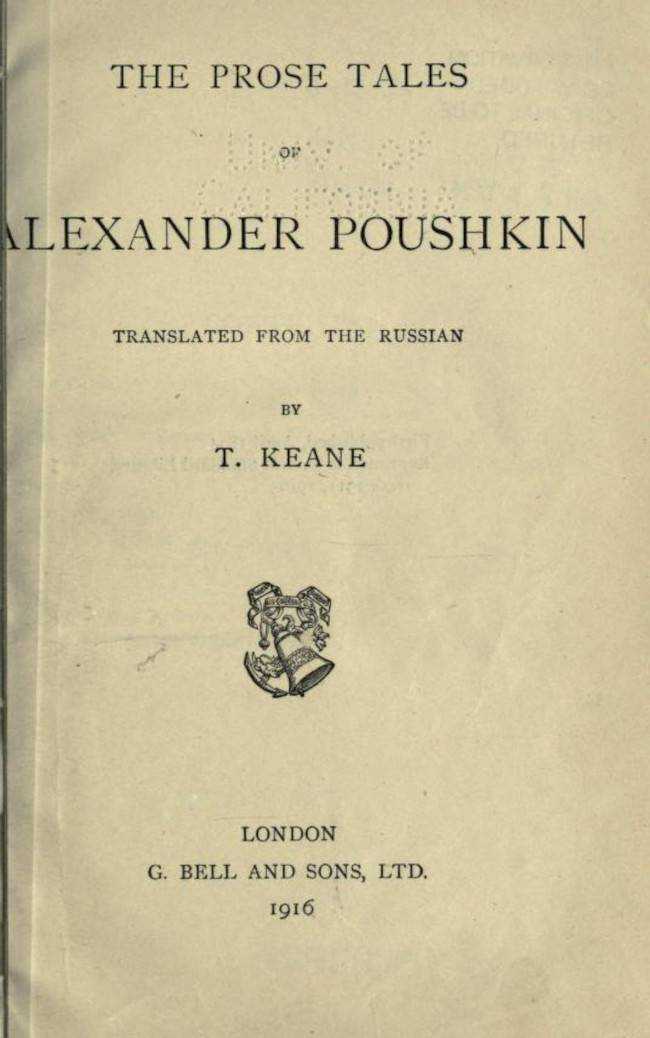 THE PROSE TALES
OF
ALEXANDER POUSHKIN
TRANSLATED FROM THE RUSSIAN
BY
T. KEANE
LONDON
G. BELL AND SONS, LTD.
1916